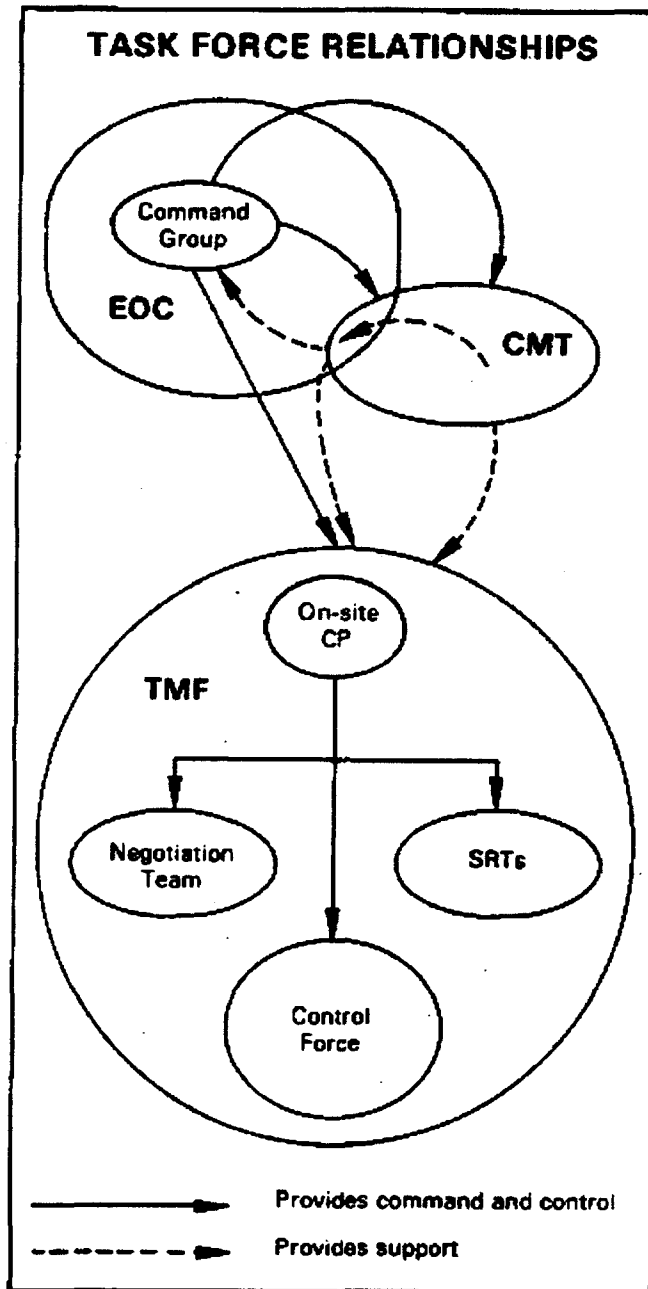 TASK FORCE RELATIONSHIPS
Command
Group
EOC
CMT
On-site
CP
TMF
Negotiation
Team
SRTs
Control
Force
Provides command and control
Provides support